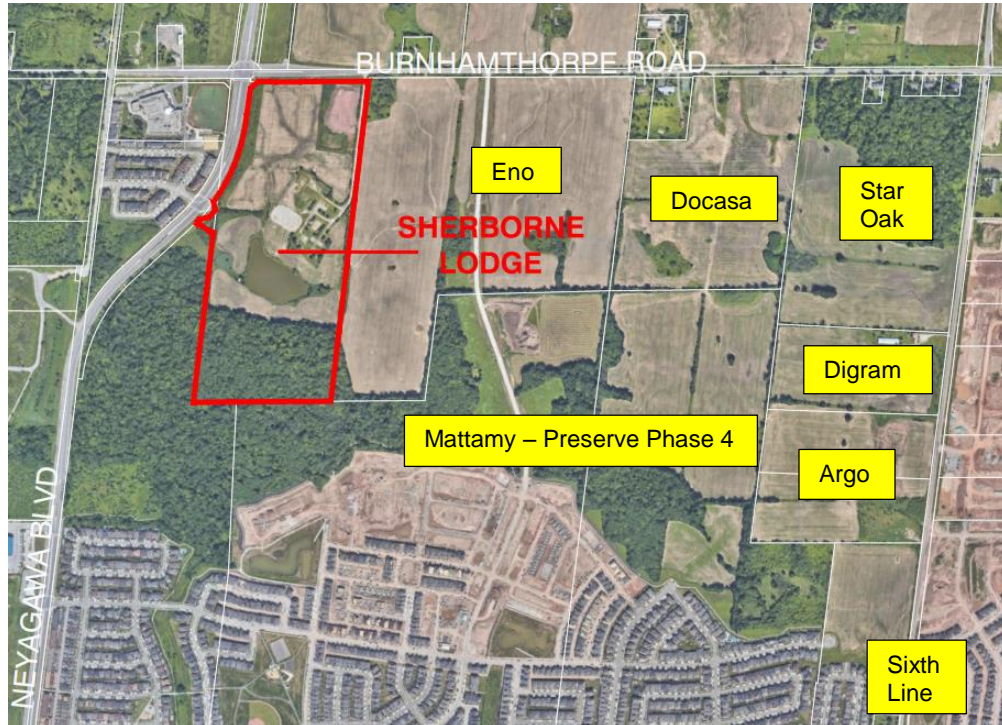 BURNHAMTHORPE ROAD
Eno
Docasa
Star
Oak
SHERBORNE
LODGE
Digram
Mattamy – Preserve Phase 4
Argo
NEYAGAWA BLVD
Sixth
Line